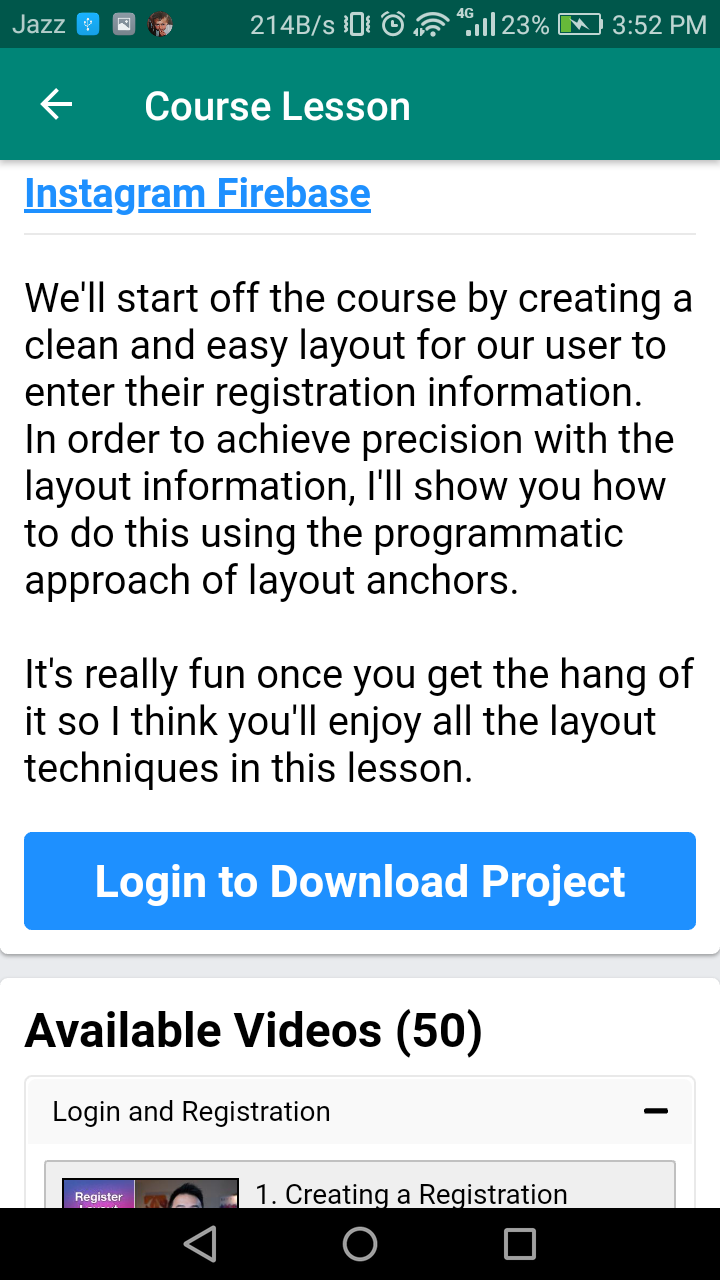 Jazz 214B/s 4G 23% 3:52 PM
Course Lesson
Instagram Firebase
We'll start off the course by creating a
clean and easy layout for our user to
enter their registration information.
In order to achieve precision with the
layout information, I'll show you how
to do this using the programmatic
approach of layout anchors.
It's really fun once you get the hang of
it so I think you'll enjoy all the layout
techniques in this lesson.
Login to Download Project
Available Videos (50)
Login and Registration
Register
1. Creating a Registration